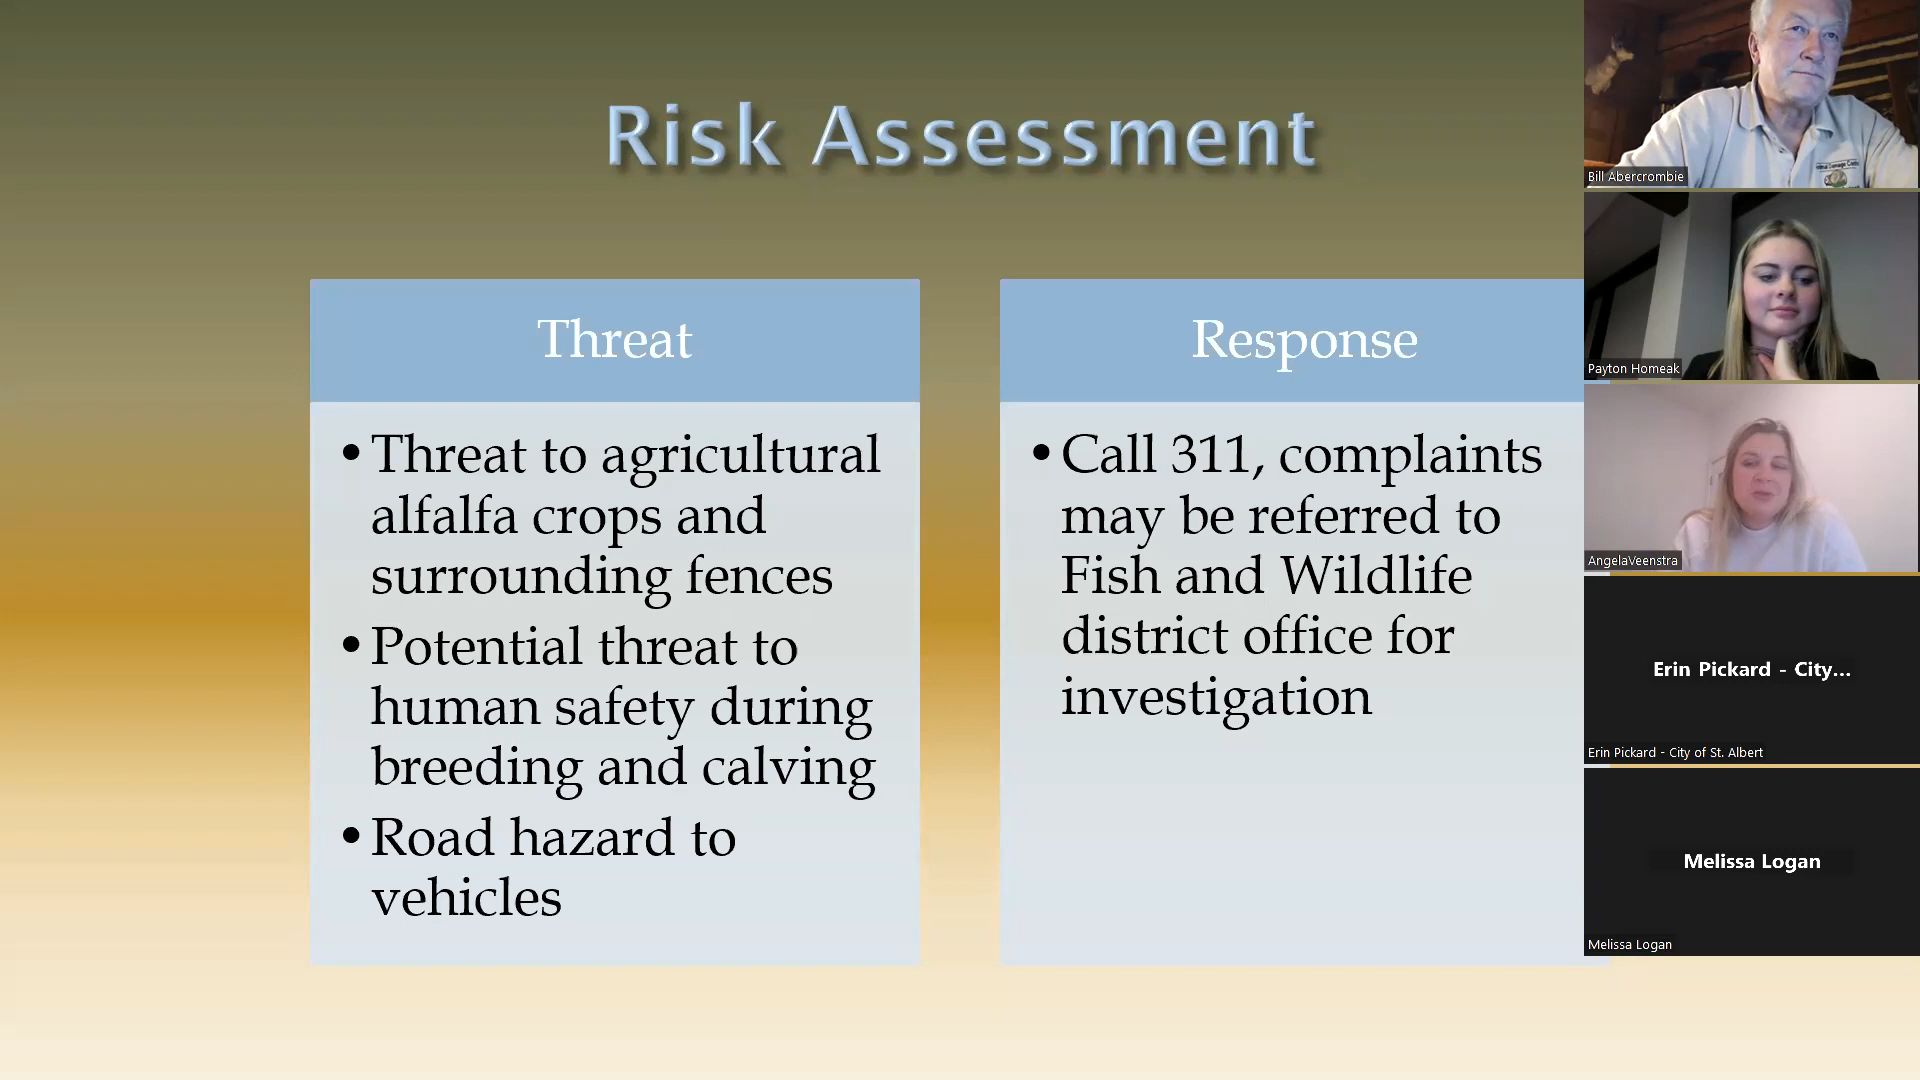 Risk Assessment
Threat
• Threat to agricultural
alfalfa crops and
surrounding fences
• Potential threat to
human safety during
breeding and calving
• Road hazard to
vehicles
Response
• Call 311, complaints
may be referred to
Fish and Wildlife
district office for
investigation
Bill Abercrombie
Payton Homeak
AngelaVeenstra
Erin Pickard - City...
Erin Pickard - City of St. Albert
Melissa Logan
Melissa Logan